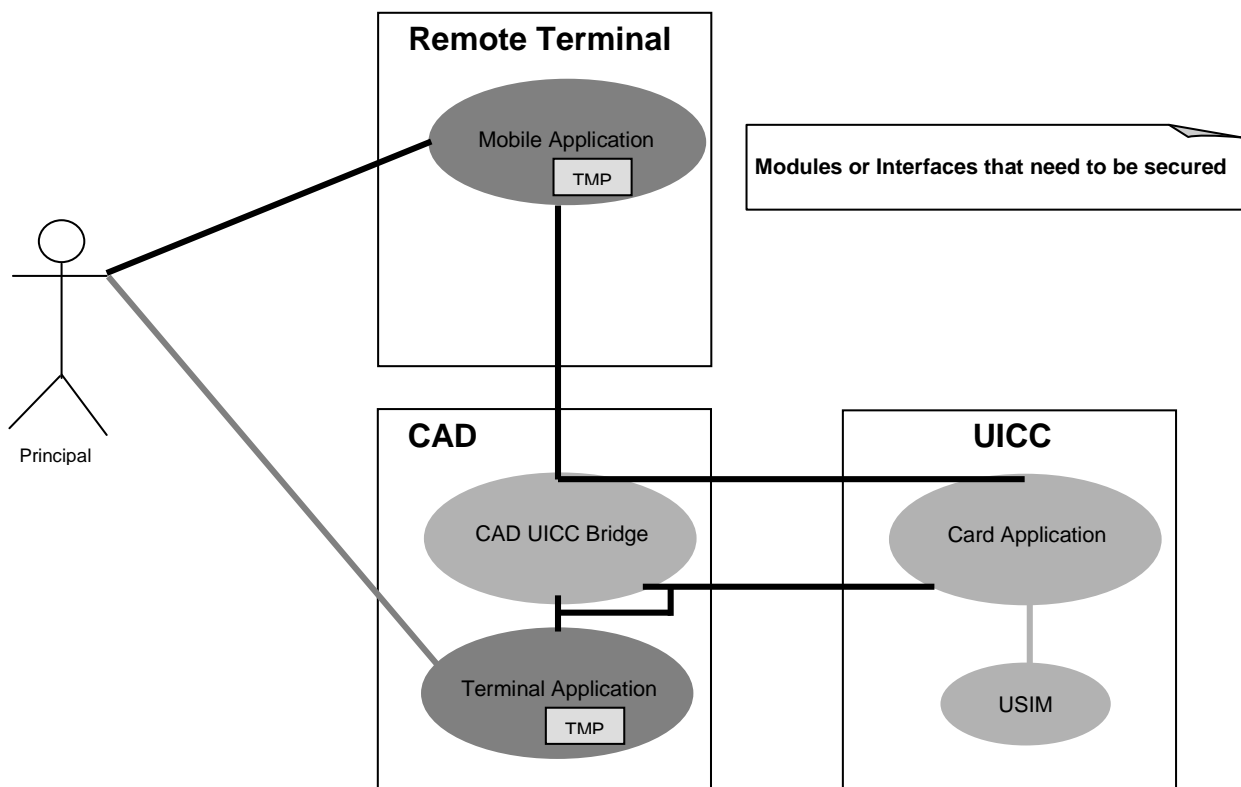 Remote Terminal
Mobile Application
TMP
Modules or Interfaces that need to be secured
Principal
CAD
UICC
CAD UICC Bridge
Card Application
Terminal Application
TMP
USIM